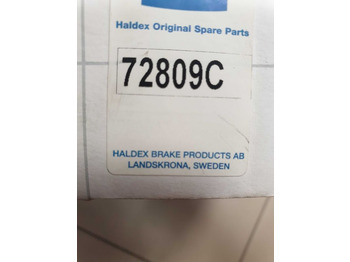 Haldex Original Spare Parts
72809C
HALDEX BRAKE PRODUCTS AB
LANDSKRONA, SWEDEN